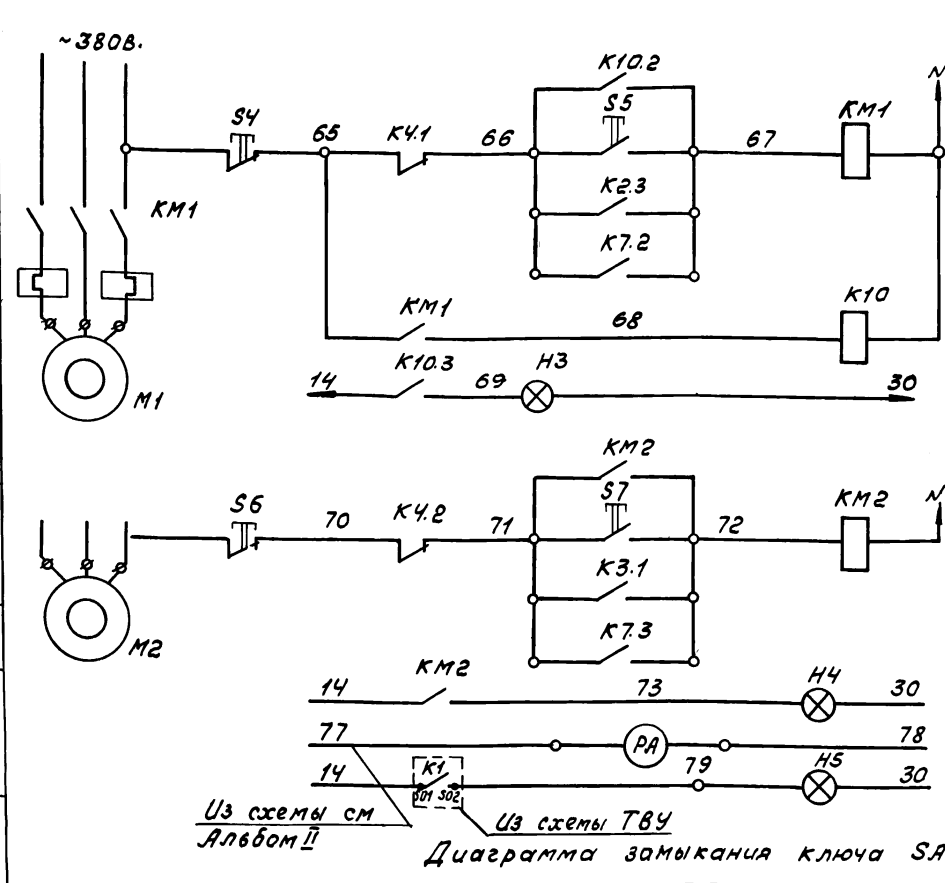 ~380В.
S4 65 К4.1 66 К10.2 67 КМ1 N
S5
К2.3
К7.2
КМ1
КМ1 68 К10
14 К10.3 69 Н3 30
М1
КМ2
S6 70 К4.2 71 S7 72 КМ2 N
К3.1
К7.3
М2
14 КМ2 73 Н4 30
77 РА 78
14 К1 79 Н5 30
501 502
Из схемы см
Альбом II
Из схемы ТВУ
Диаграмма замыкания ключа SA